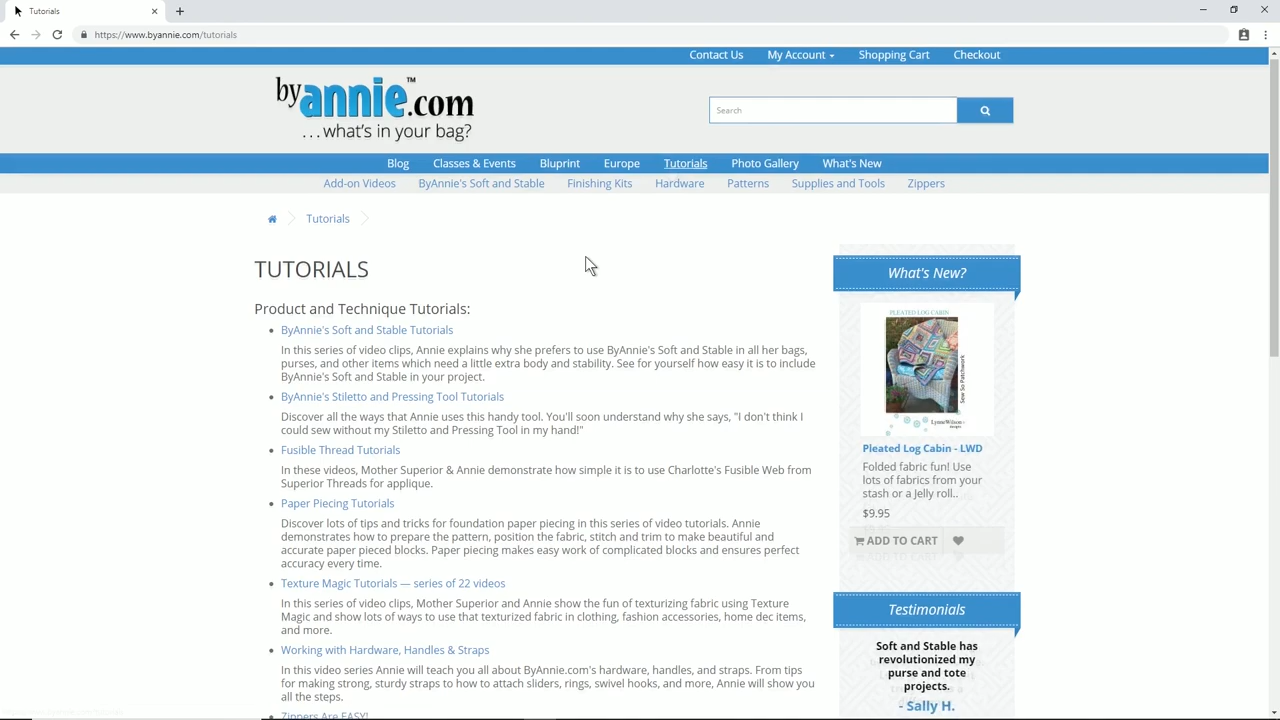 Tutorials
https://www.byannie.com/tutorials
Contact Us My Account Shopping Cart Checkout
byannie.com™
...what's in your bag?
Search
Blog Classes & Events Bluprint Europe Tutorials Photo Gallery What's New
Add-on Videos ByAnnie's Soft and Stable Finishing Kits Hardware Patterns Supplies and Tools Zippers
Tutorials
TUTORIALS
Product and Technique Tutorials:
ByAnnie's Soft and Stable Tutorials
In this series of video clips, Annie explains why she prefers to use ByAnnie's Soft and Stable in all her bags,
purses, and other items which need a little extra body and stability. See for yourself how easy it is to include
ByAnnie's Soft and Stable in your project.
ByAnnie's Stiletto and Pressing Tool Tutorials
Discover all the ways that Annie uses this handy tool. You'll soon understand why she says, "I don't think I
could sew without my Stiletto and Pressing Tool in my hand!"
Fusible Thread Tutorials
In these videos, Mother Superior & Annie demonstrate how simple it is to use Charlotte's Fusible Web from
Superior Threads for applique.
Paper Piecing Tutorials
Discover lots of tips and tricks for foundation paper piecing in this series of video tutorials. Annie
demonstrates how to prepare the pattern, position the fabric, stitch and trim to make beautiful and
accurate paper pieced blocks. Paper piecing makes easy work of complicated blocks and ensures perfect
accuracy every time.
Texture Magic Tutorials — series of 22 videos
In this series of video clips, Mother Superior and Annie show the fun of texturizing fabric using Texture
Magic and show lots of ways to use that texturized fabric in clothing, fashion accessories, home dec items,
and more.
Working with Hardware, Handles & Straps
In this video series Annie will teach you all about ByAnnie.com's hardware, handles, and straps. From tips
for making strong, sturdy straps to how to attach sliders, rings, swivel hooks, and more, Annie will show you
all the steps.
Zippers Are EASY!
What's New?
PLEATED LOG CABIN
Sew So Patchwork
Pleated Log Cabin - LWD
Folded fabric fun! Use
lots of fabrics from your
stash or a Jelly roll..
$9.95
ADD TO CART
Testimonials
Soft and Stable has
revolutionized my
purse and tote
projects.
- Sally H.